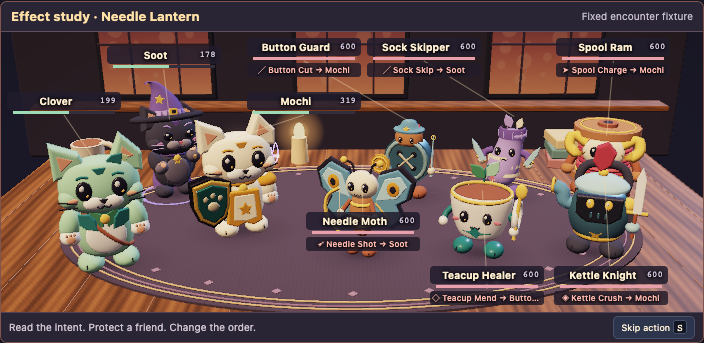 Effect study · Needle Lantern
Fixed encounter fixture
Soot 178
Button Guard 600
Button Cut → Mochi
Sock Skipper 600
Sock Skip → Soot
Spool Ram 600
Spool Charge → Mochi
Clover 199
Mochi 319
Needle Moth 600
Needle Shot → Soot
Teacup Healer 600
Teacup Mend → Butto...
Kettle Knight 600
Kettle Crush → Mochi
Read the intent. Protect a friend. Change the order.
Skip action S